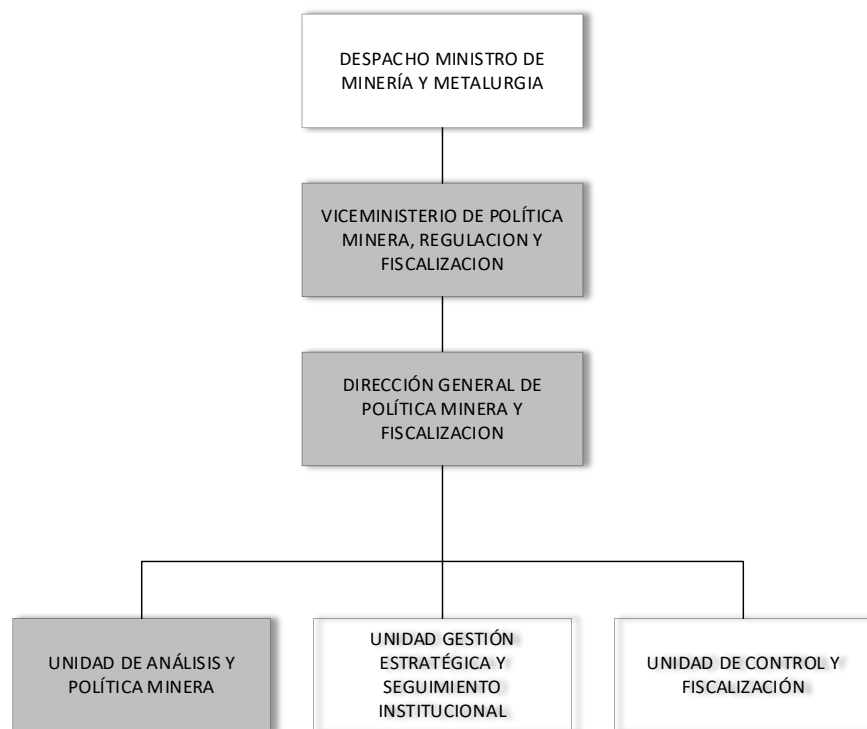 DESPACHO MINISTRO DE
MINERÍA Y METALURGIA
VICEMINISTERIO DE POLÍTICA
MINERA, REGULACION Y
FISCALIZACION
DIRECCIÓN GENERAL DE
POLÍTICA MINERA Y
FISCALIZACION
UNIDAD DE ANÁLISIS Y
POLÍTICA MINERA
UNIDAD GESTIÓN
ESTRATÉGICA Y
SEGUIMIENTO
INSTITUCIONAL
UNIDAD DE CONTROL Y
FISCALIZACIÓN